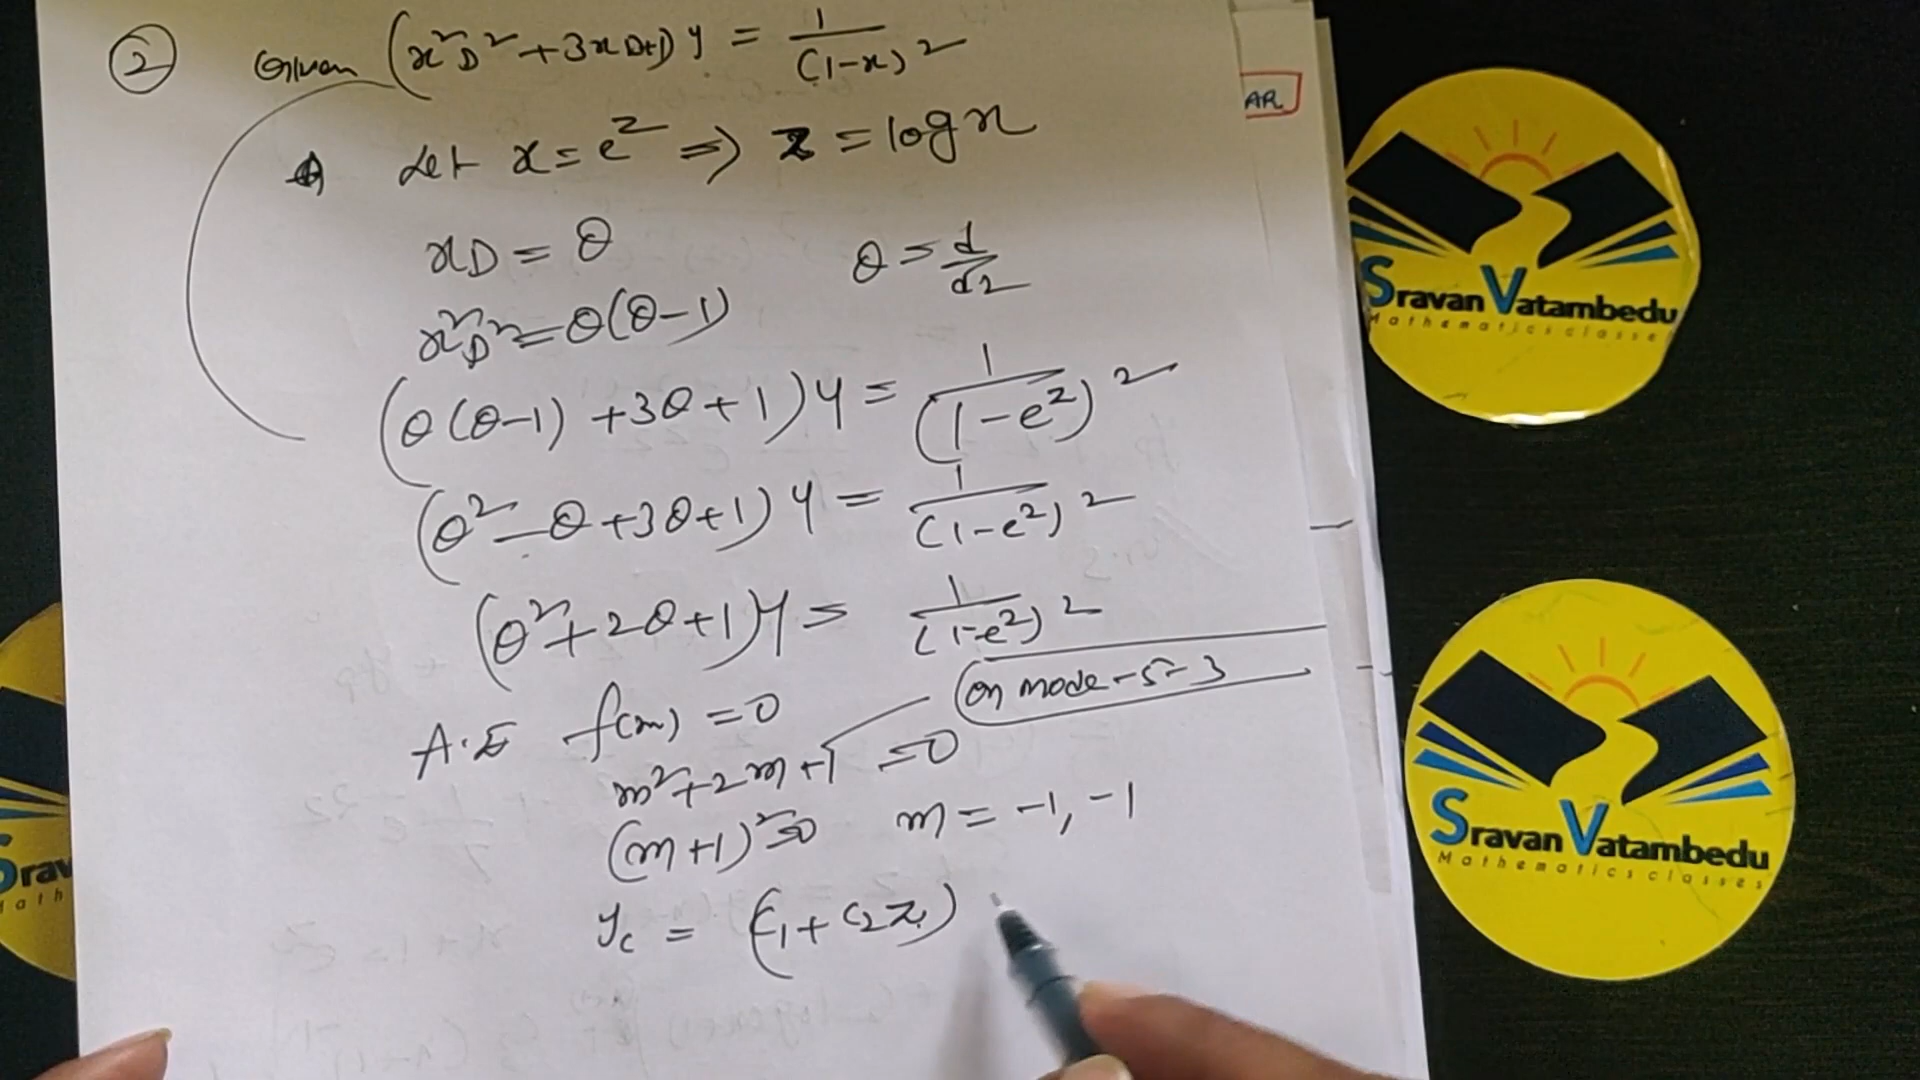 ② Given (x²D²+3xD+1)y = 1/(1-x)²
Let x = e^z ⇒ z = log x
xD = θ    θ = d/dz
x²D² = θ(θ-1)
(θ(θ-1) +3θ+1)y = 1/(1-e^z)²
(θ²-θ+3θ+1)y = 1/(1-e^z)²
(θ²+2θ+1)y = 1/(1-e^z)²
on mode-5-3
A.E f(m) = 0
m²+2m+1 = 0
(m+1)²=0    m = -1, -1
y_c = (c₁+c₂z)
AR
Sravan Vatambedu
Mathematics classes
Sravan Vatambedu
Mathematics classes
Srav
Math